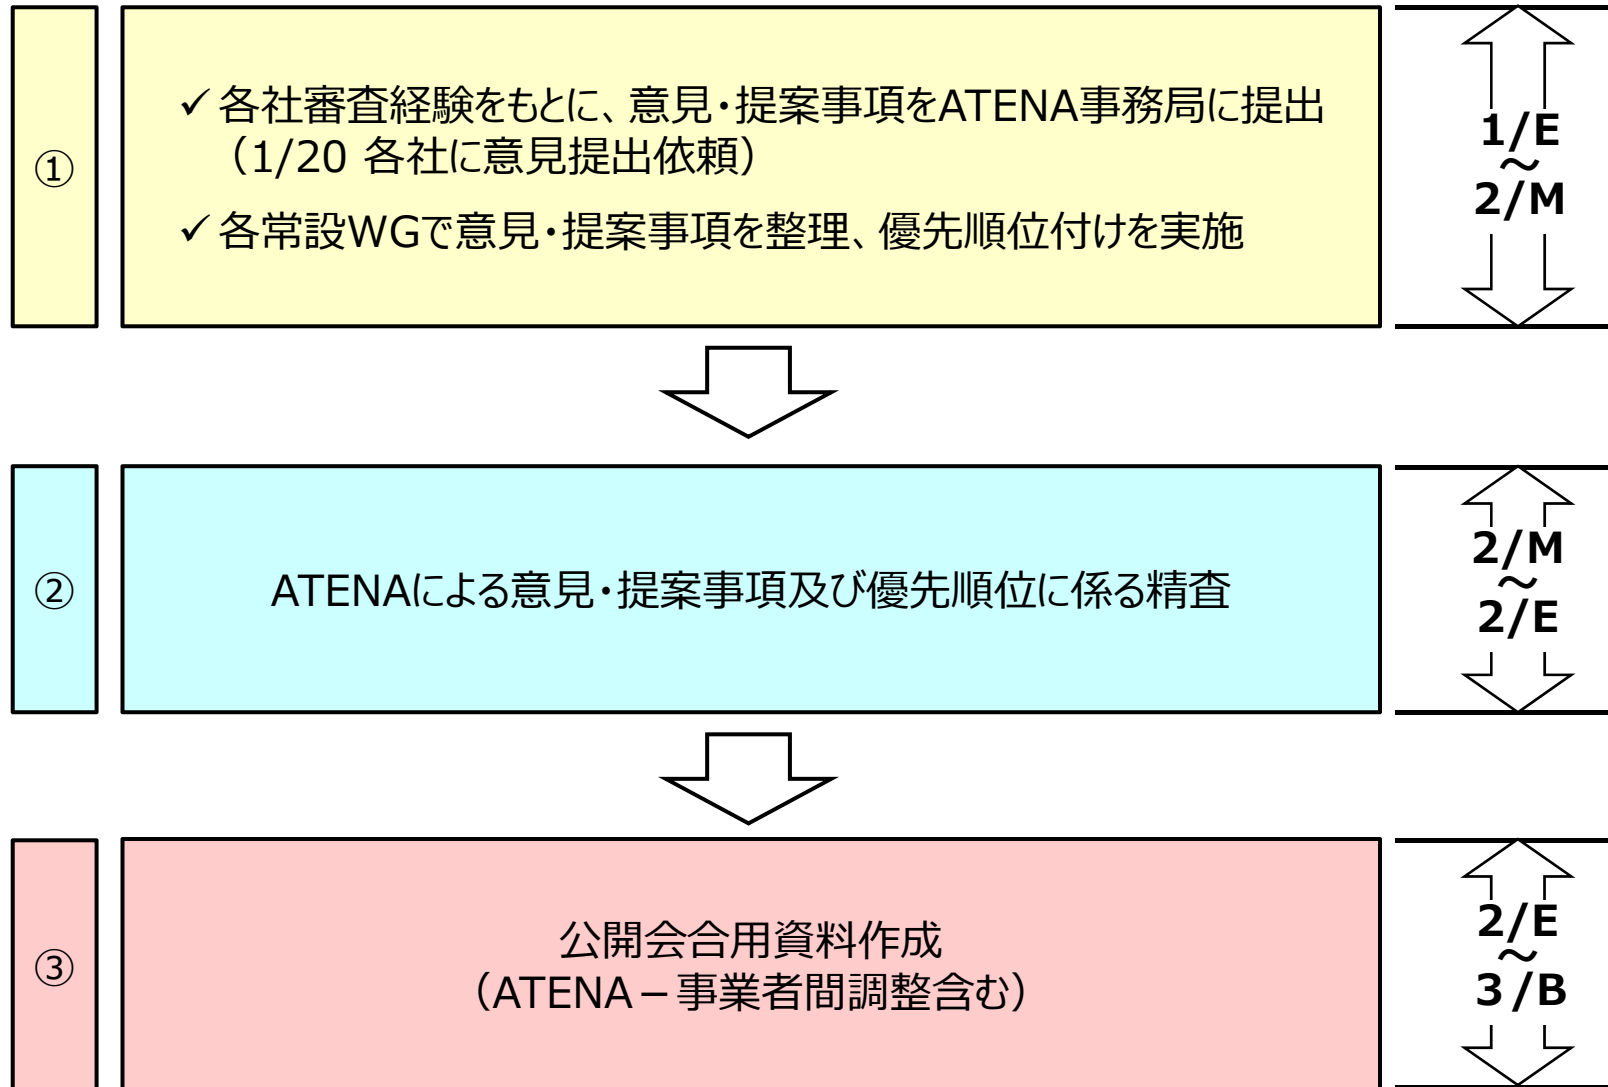 ①
✓各社審査経験をもとに、意見・提案事項をATENA事務局に提出
（1/20 各社に意見提出依頼）
✓各常設WGで意見・提案事項を整理、優先順位付けを実施
1/E
～
2/M
②
ATENAによる意見・提案事項及び優先順位に係る精査
2/M
～
2/E
③
公開会合用資料作成
（ATENA－事業者間調整含む）
2/E
～
3/B